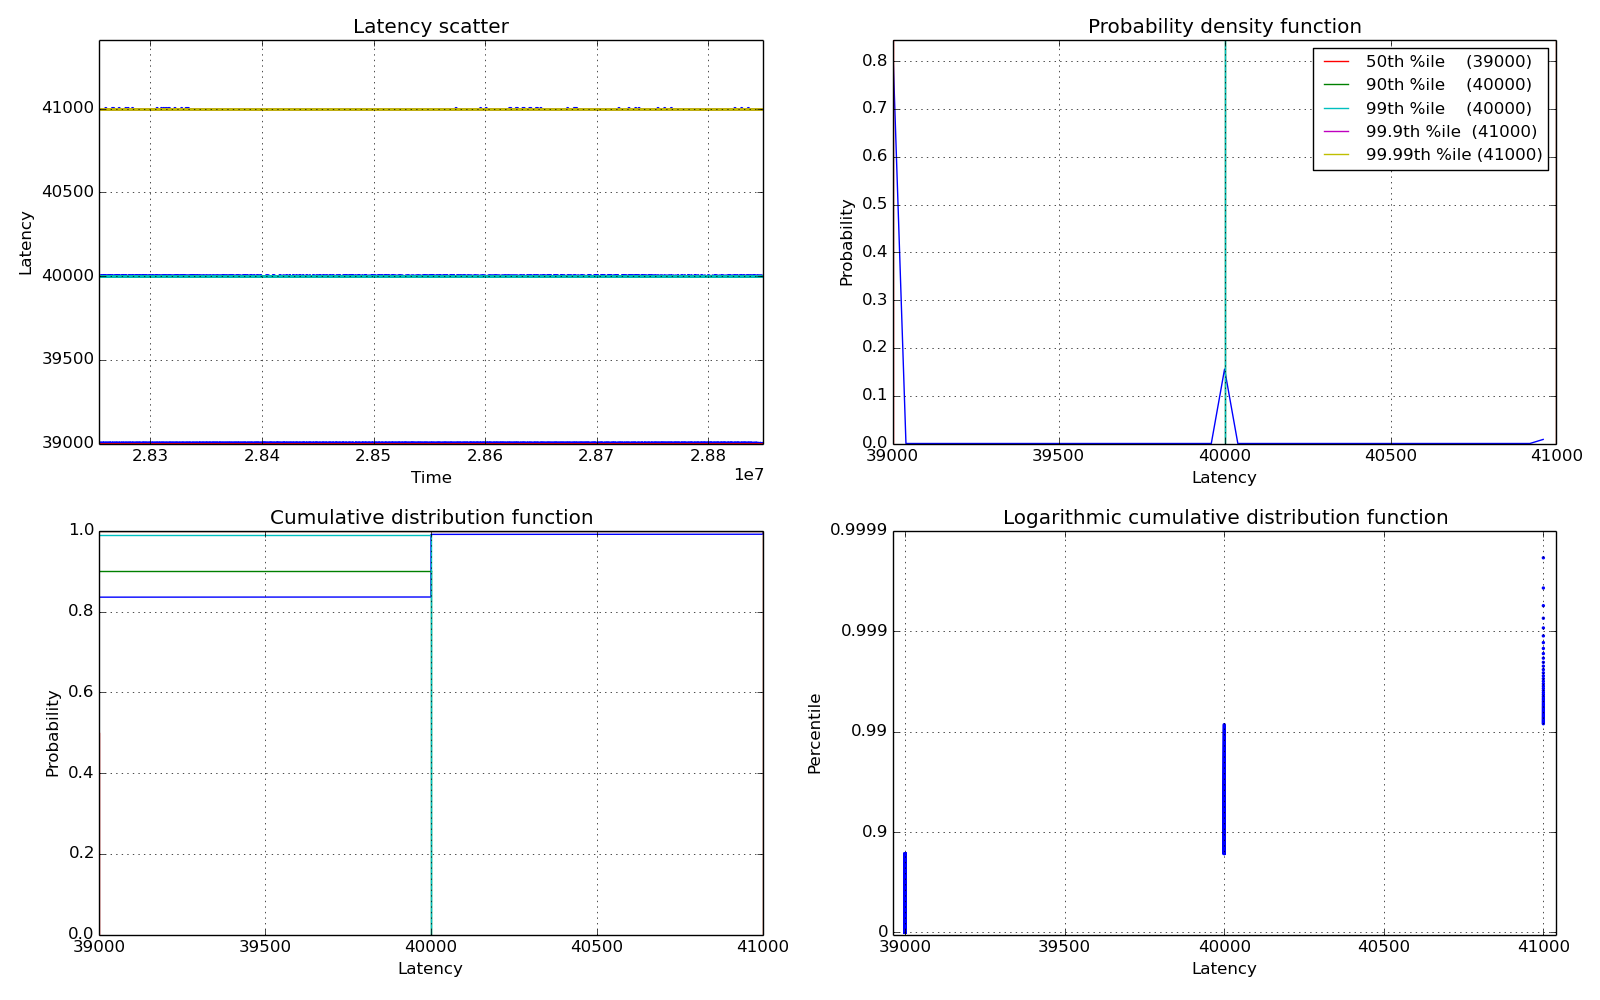 Latency scatter
41000
40500
40000
39500
39000
Latency
2.83 2.84 2.85 2.86 2.87 2.88
1e7
Time
Probability density function
0.8
0.7
0.6
0.5
0.4
0.3
0.2
0.1
0.0
Probability
50th %ile (39000)
90th %ile (40000)
99th %ile (40000)
99.9th %ile (41000)
99.99th %ile (41000)
39000 39500 40000 40500 41000
Latency
Cumulative distribution function
1.0
0.8
0.6
0.4
0.2
0.0
Probability
39000 39500 40000 40500 41000
Latency
Logarithmic cumulative distribution function
0.9999
0.999
0.99
0.9
0
Percentile
39000 39500 40000 40500 41000
Latency